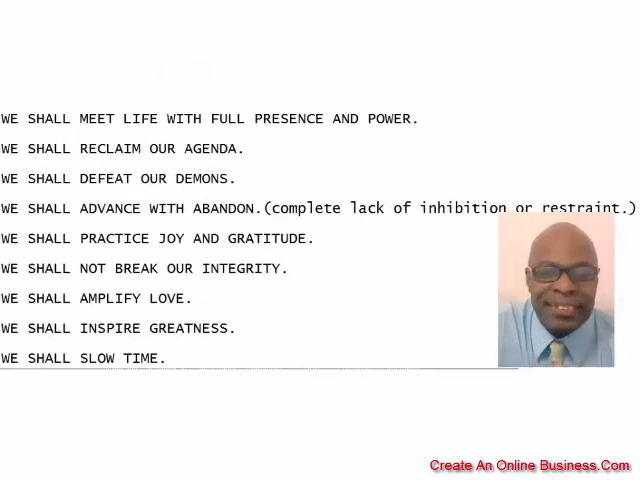 WE SHALL MEET LIFE WITH FULL PRESENCE AND POWER.
WE SHALL RECLAIM OUR AGENDA.
WE SHALL DEFEAT OUR DEMONS.
WE SHALL ADVANCE WITH ABANDON.(complete lack of inhibition or restraint.)
WE SHALL PRACTICE JOY AND GRATITUDE.
WE SHALL NOT BREAK OUR INTEGRITY.
WE SHALL AMPLIFY LOVE.
WE SHALL INSPIRE GREATNESS.
WE SHALL SLOW TIME.
Create An Online Business.Com